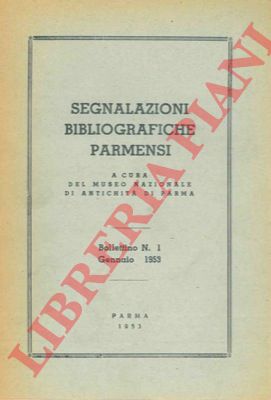 SEGNALAZIONI
BIBLIOGRAFICHE
PARMENSI
A CURA
DEL MUSEO NAZIONALE
DI ANTICHITÀ DI PARMA
Bollettino N. 1
Gennaio 1953
PARMA
1953
LIBRERIA PIANI